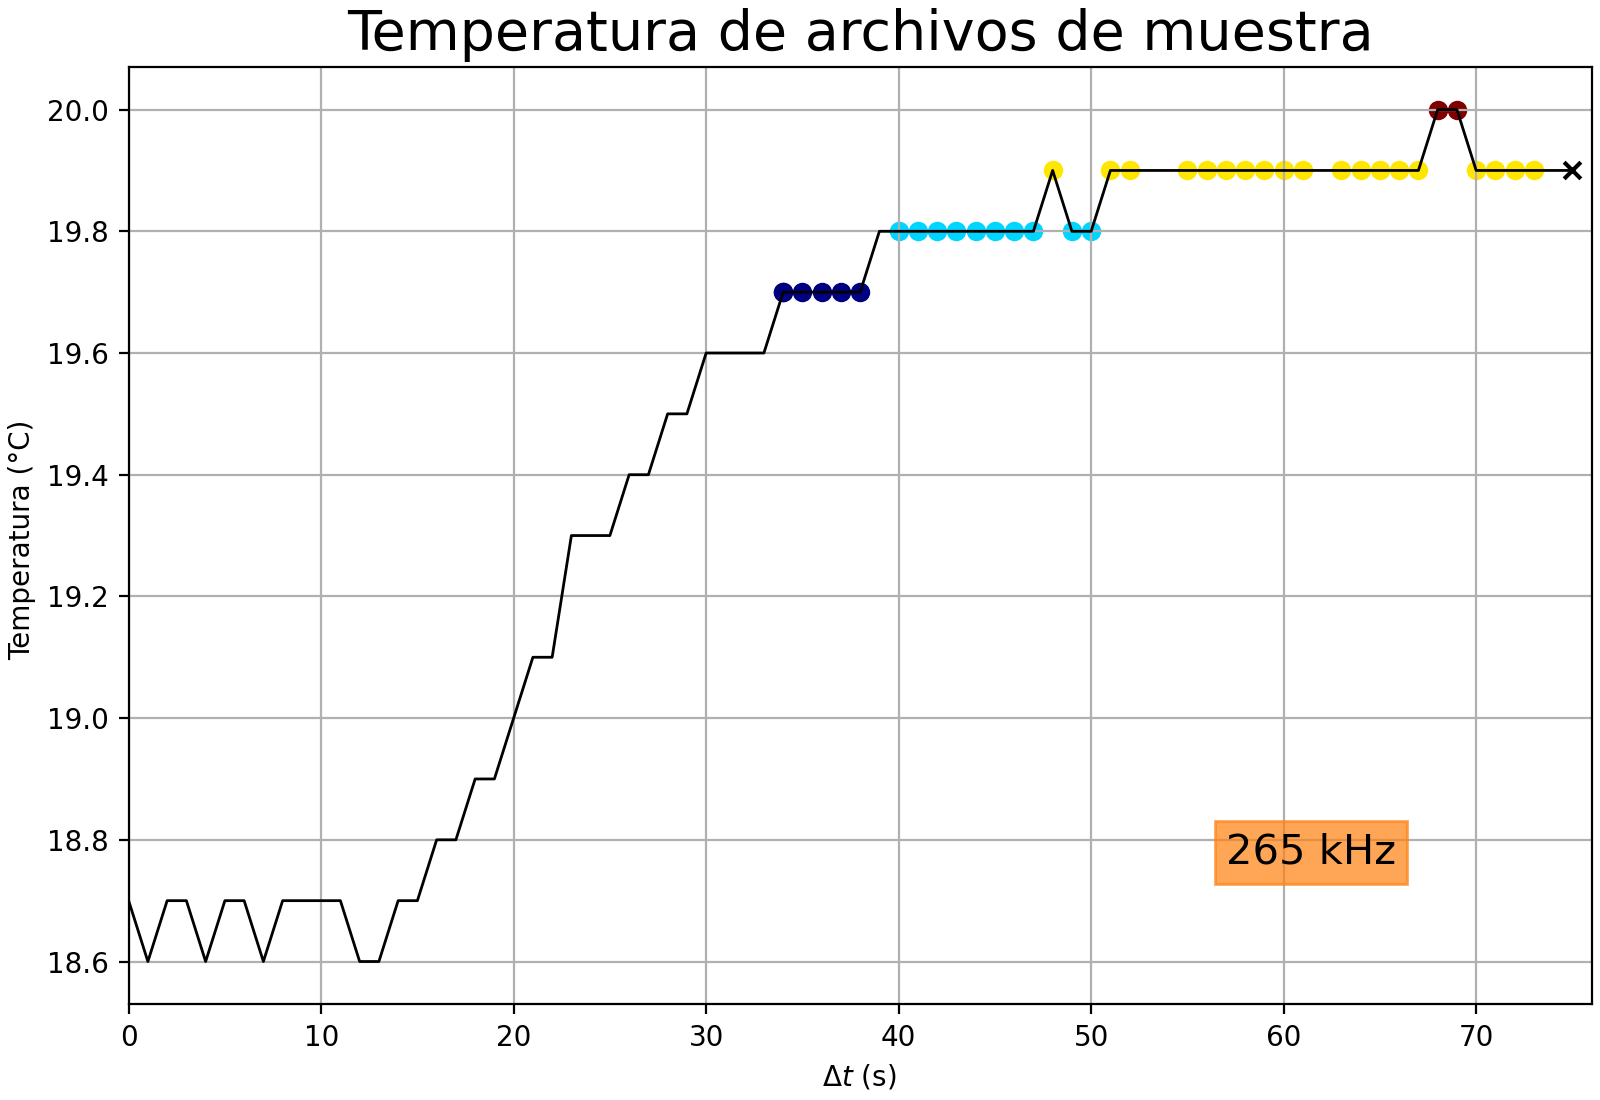 Temperatura de archivos de muestra
Temperatura (°C)
20.0
19.8
19.6
19.4
19.2
19.0
18.8
18.6
265 kHz
0 10 20 30 40 50 60 70
Δt (s)